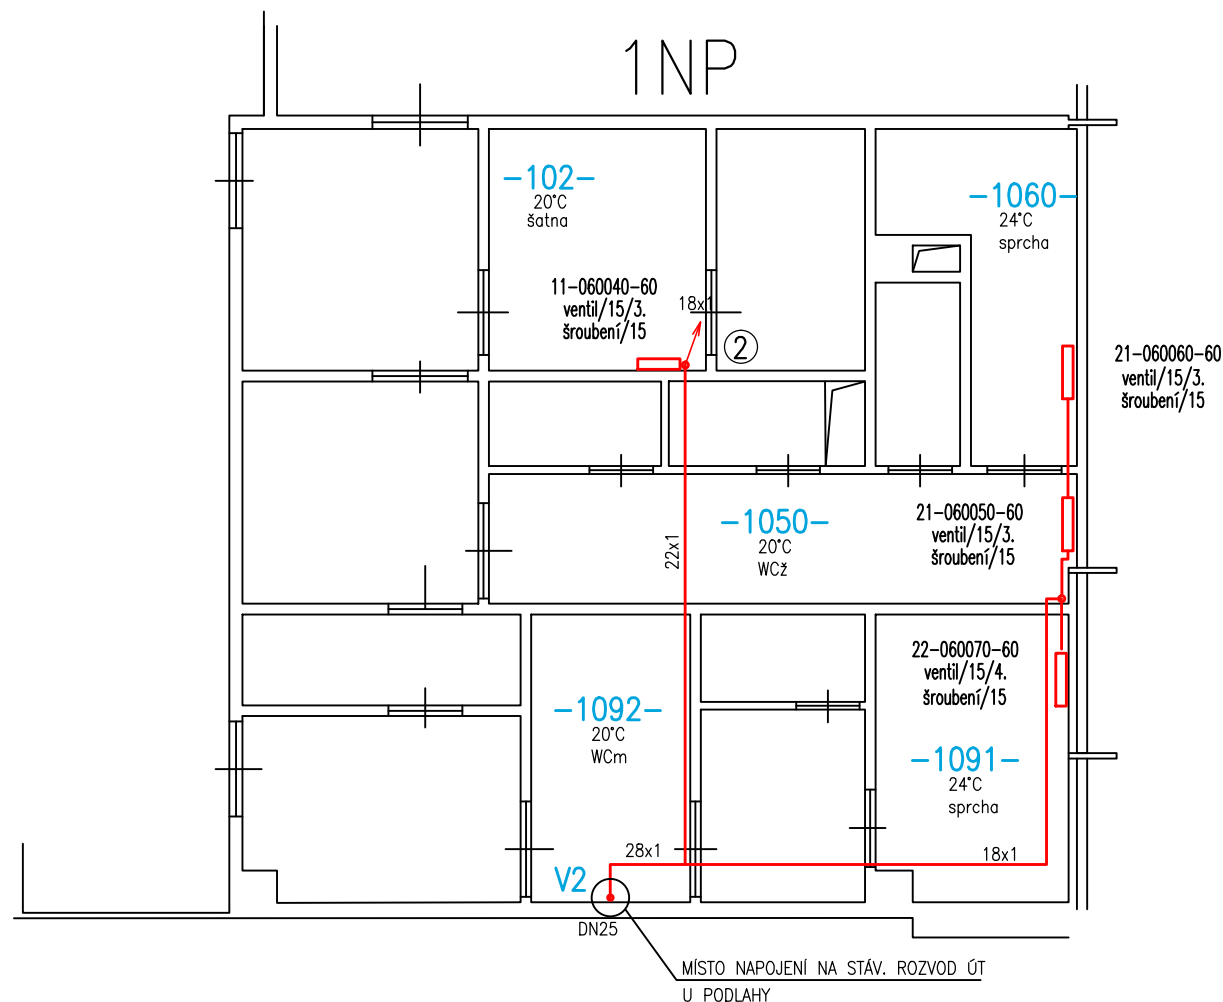 1NP
-102-
20°C
šatna
-1060-
24°C
sprcha
11-060040-60
ventil/15/3.
šroubení/15
18x1
2
21-060060-60
ventil/15/3.
šroubení/15
-1050-
20°C
WCž
22x1
21-060050-60
ventil/15/3.
šroubení/15
22-060070-60
ventil/15/4.
šroubení/15
-1092-
20°C
WCm
-1091-
24°C
sprcha
28x1
18x1
V2
DN25
MÍSTO NAPOJENÍ NA STÁV. ROZVOD ÚT
U PODLAHY